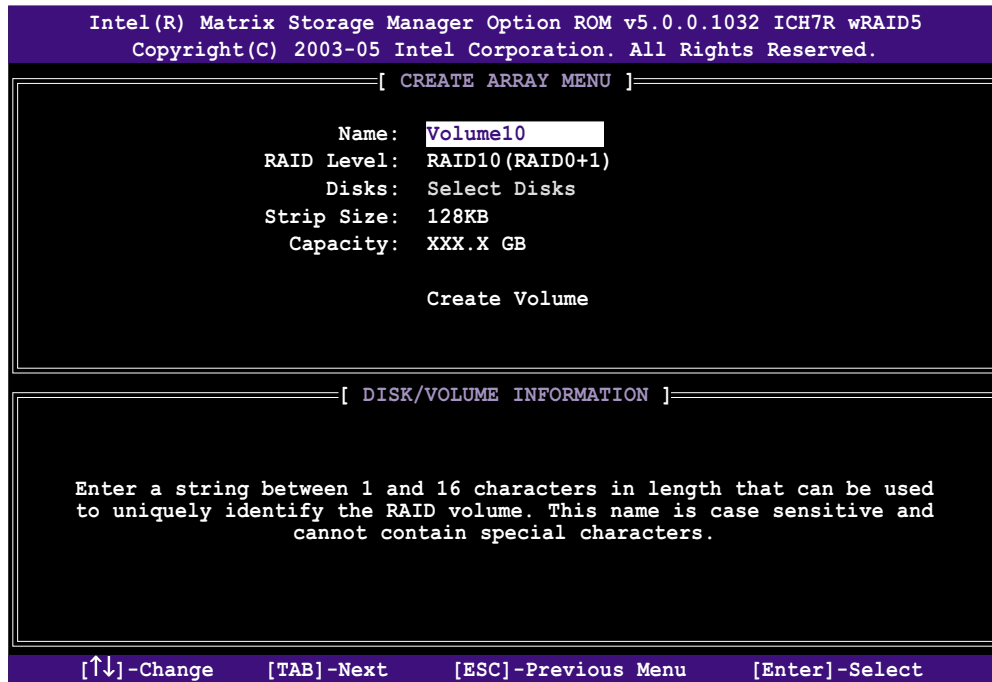 Intel(R) Matrix Storage Manager Option ROM v5.0.0.1032 ICH7R wRAID5
Copyright(C) 2003-05 Intel Corporation. All Rights Reserved.
[ CREATE ARRAY MENU ]
Name: Volume10
RAID Level: RAID10(RAID0+1)
Disks: Select Disks
Strip Size: 128KB
Capacity: XXX.X GB
Create Volume
[ DISK/VOLUME INFORMATION ]
Enter a string between 1 and 16 characters in length that can be used
to uniquely identify the RAID volume. This name is case sensitive and
cannot contain special characters.
[↑↓]-Change [TAB]-Next [ESC]-Previous Menu [Enter]-Select